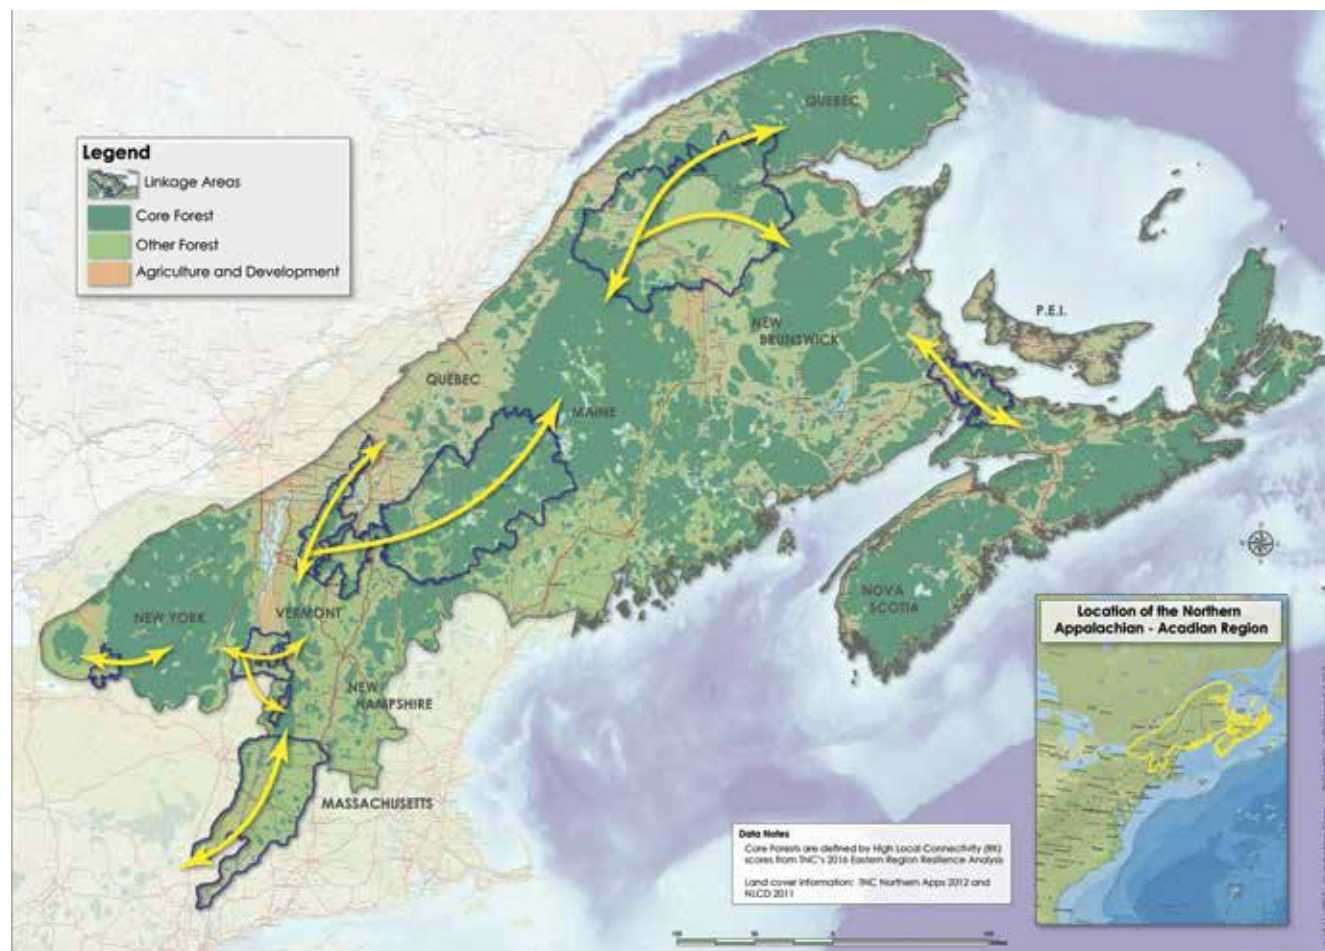 Legend
Linkage Areas
Core Forest
Other Forest
Agriculture and Development
QUEBEC
P.E.I.
NEW
BRUNSWICK
QUEBEC
MAINE
NOVA
SCOTIA
VERMONT
NEW YORK
NEW
HAMPSHIRE
MASSACHUSETTS
Location of the Northern
Appalachian - Acadian Region
Data Notes
Core Forests are defined by High Local Connectivity
scores from TNC's 2016 Eastern Region Resilience Analysis
Land cover information: TNC Northern Apps 2012 and
NLCD 2011